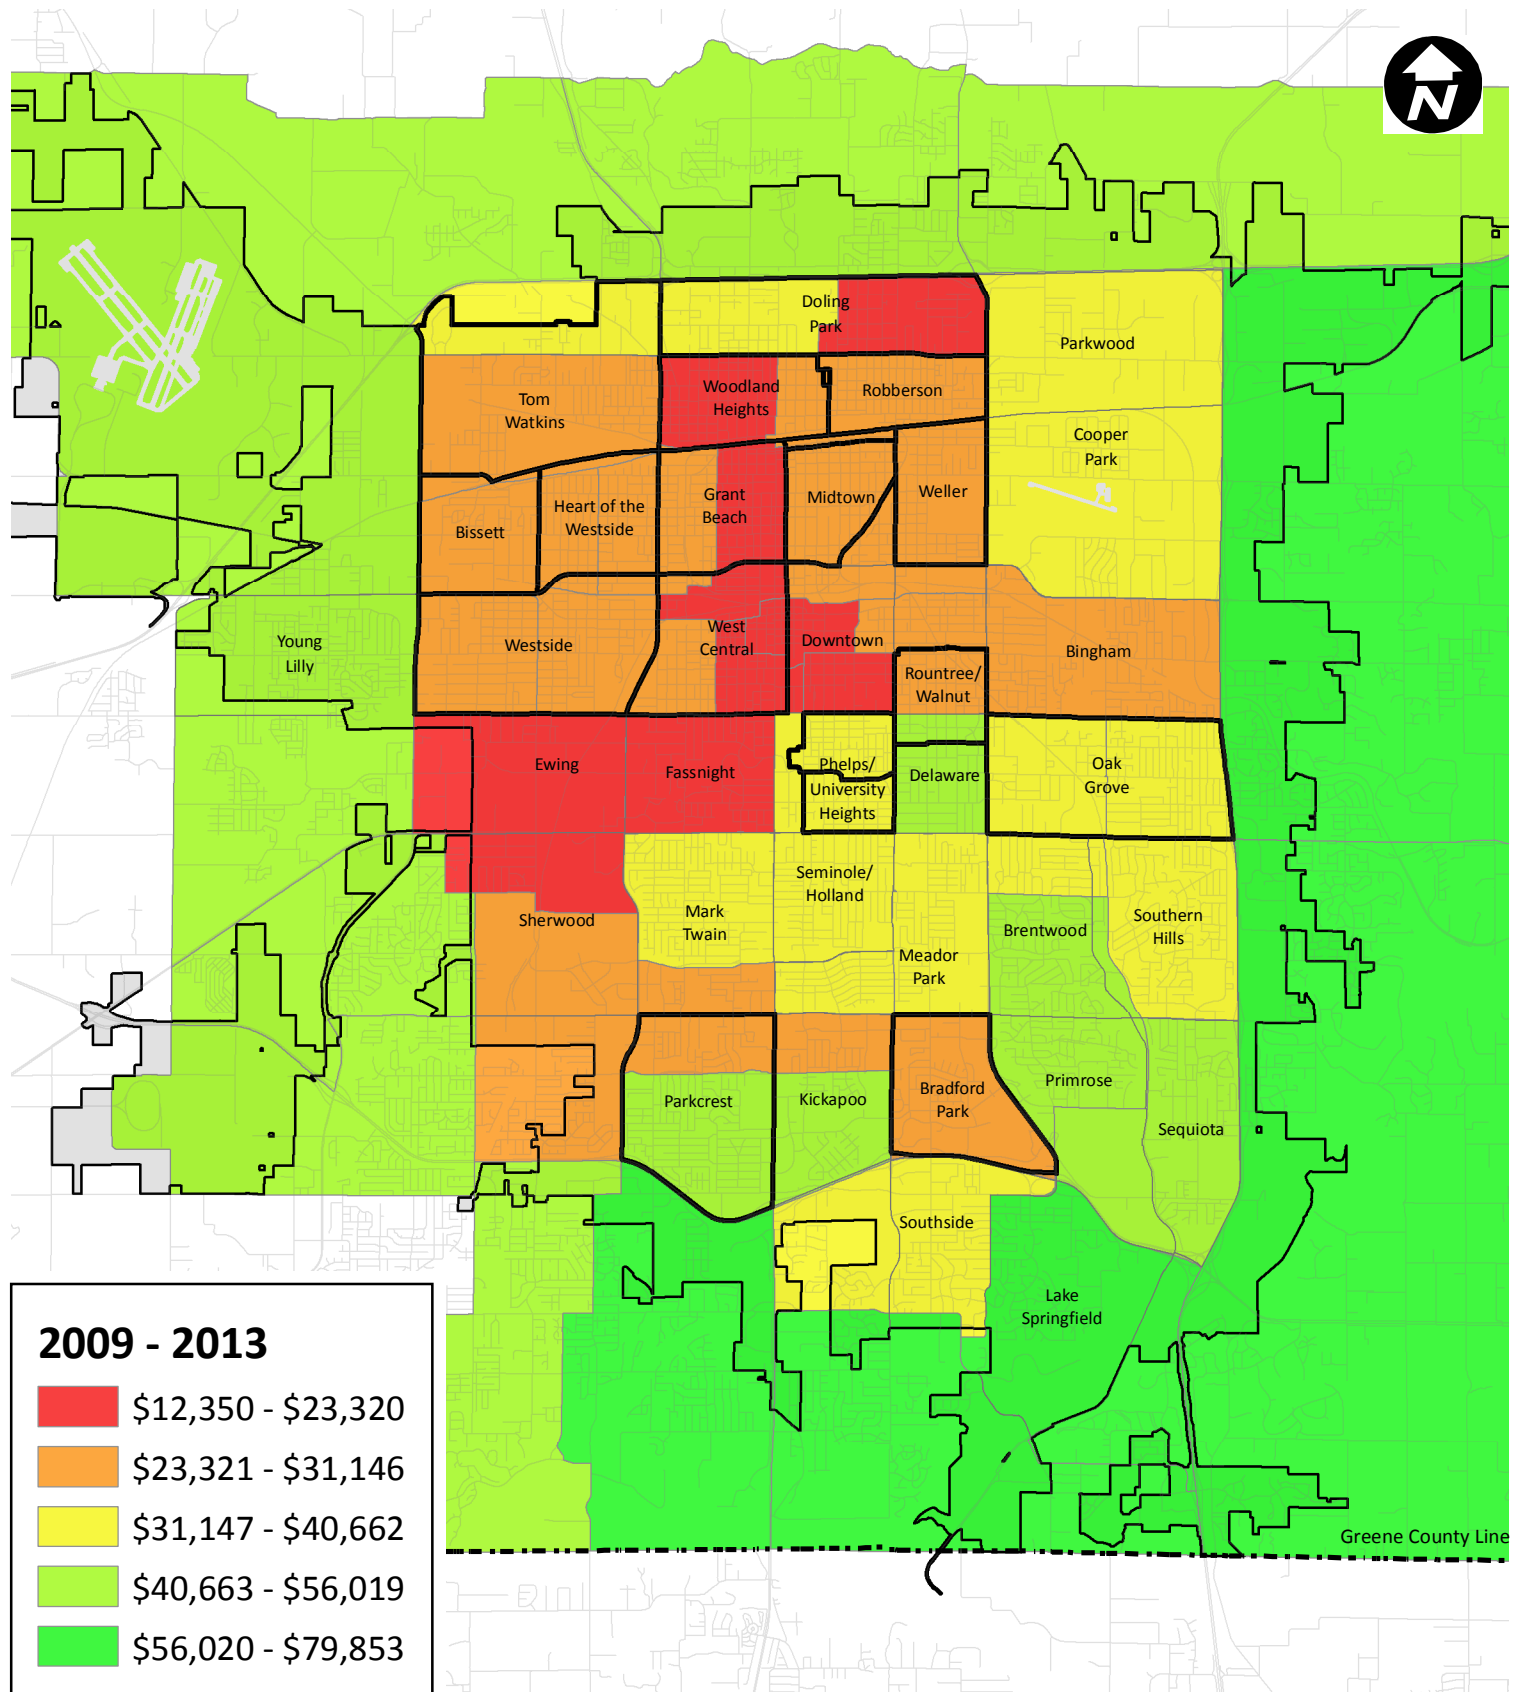 N
Doling
Park
Parkwood
Woodland
Heights
Robberson
Tom
Watkins
Cooper
Park
Grant
Beach
Midtown
Weller
Heart of the
Westside
Bissett
Young
Lilly
Westside
West
Central
Downtown
Bingham
Rountree/
Walnut
Ewing
Fassnight
Phelps/
University
Heights
Delaware
Oak
Grove
Seminole/
Holland
Mark
Twain
Sherwood
Meador
Park
Brentwood
Southern
Hills
Parkcrest
Kickapoo
Bradford
Park
Primrose
Sequiota
Southside
Lake
Springfield
2009 - 2013
$12,350 - $23,320
$23,321 - $31,146
$31,147 - $40,662
$40,663 - $56,019
$56,020 - $79,853
Greene County Line